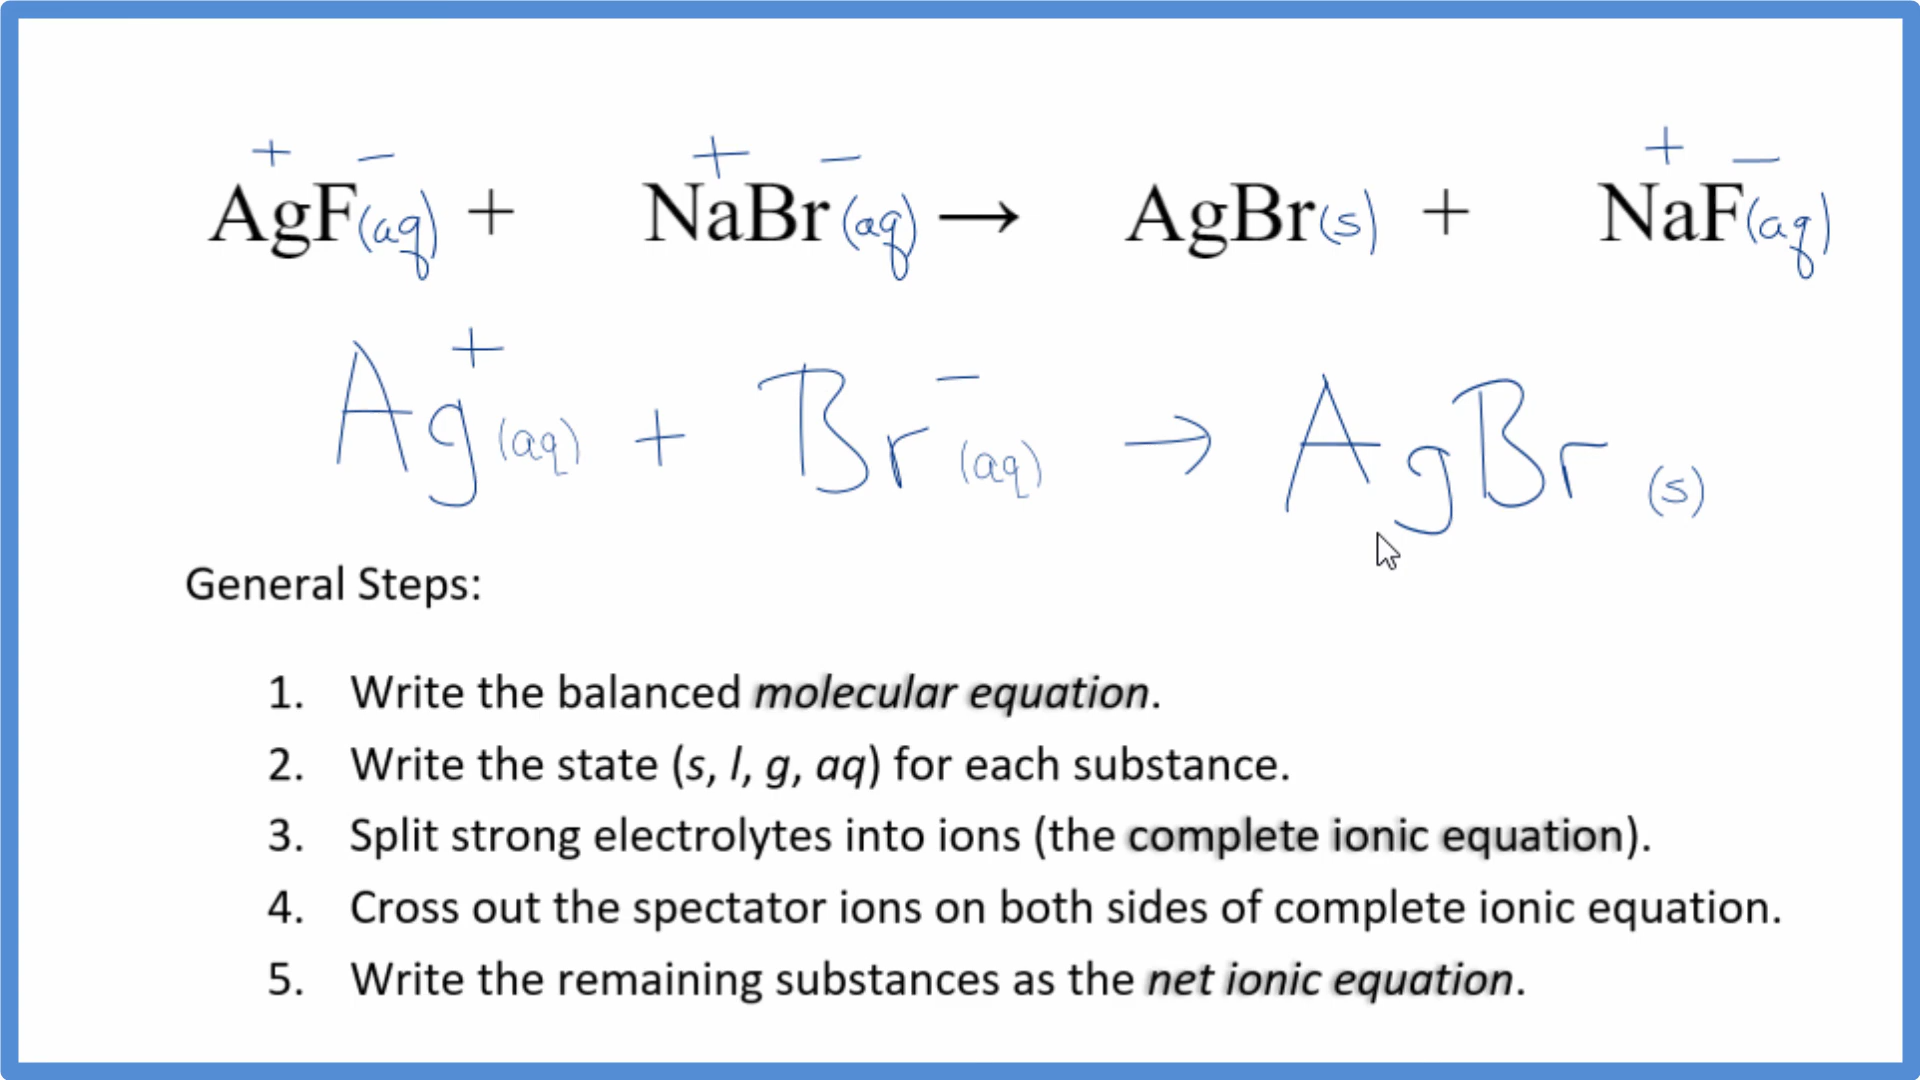 + − + − + −
AgF(aq) + NaBr(aq) → AgBr(s) + NaF(aq)
Ag⁺(aq) + Br⁻(aq) → AgBr(s)
General Steps:
1. Write the balanced molecular equation.
2. Write the state (s, l, g, aq) for each substance.
3. Split strong electrolytes into ions (the complete ionic equation).
4. Cross out the spectator ions on both sides of complete ionic equation.
5. Write the remaining substances as the net ionic equation.